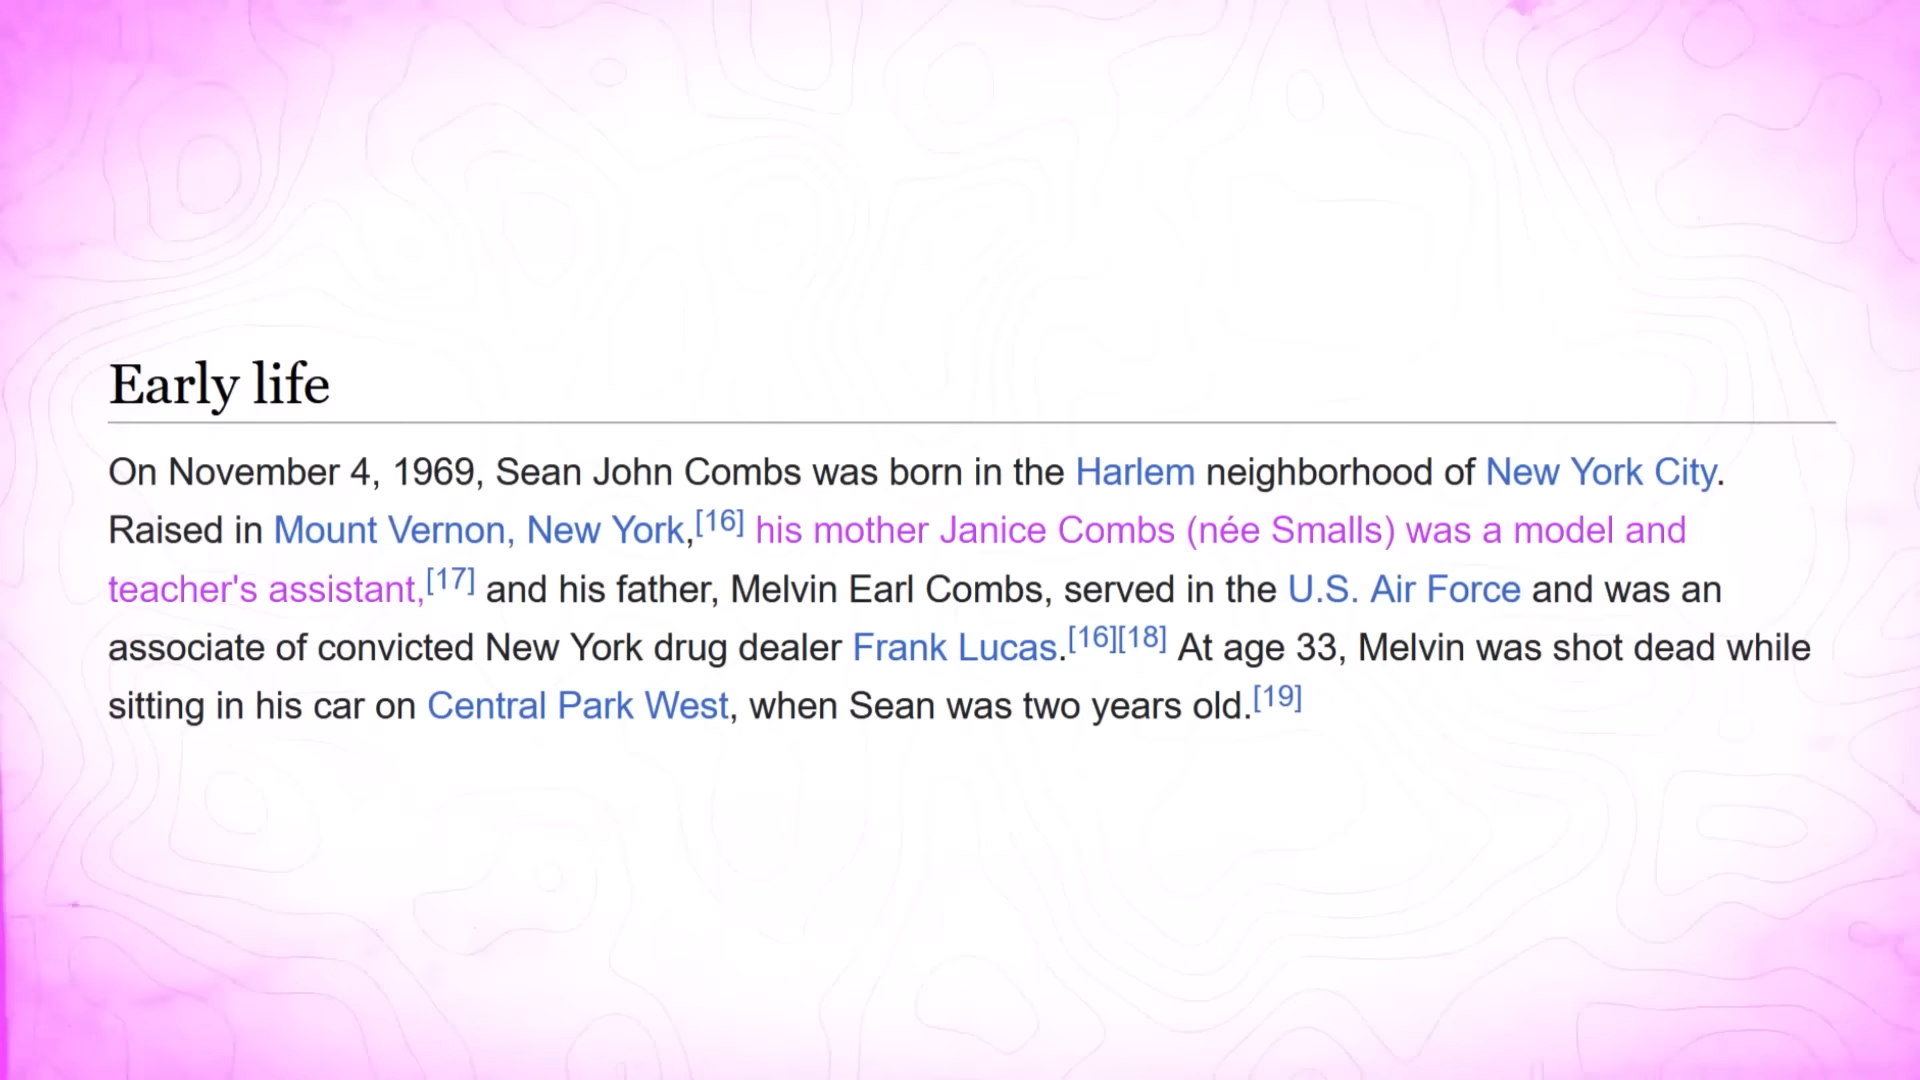 Early life
On November 4, 1969, Sean John Combs was born in the Harlem neighborhood of New York City.
Raised in Mount Vernon, New York,[16] his mother Janice Combs (née Smalls) was a model and
teacher's assistant,[17] and his father, Melvin Earl Combs, served in the U.S. Air Force and was an
associate of convicted New York drug dealer Frank Lucas.[16][18] At age 33, Melvin was shot dead while
sitting in his car on Central Park West, when Sean was two years old.[19]